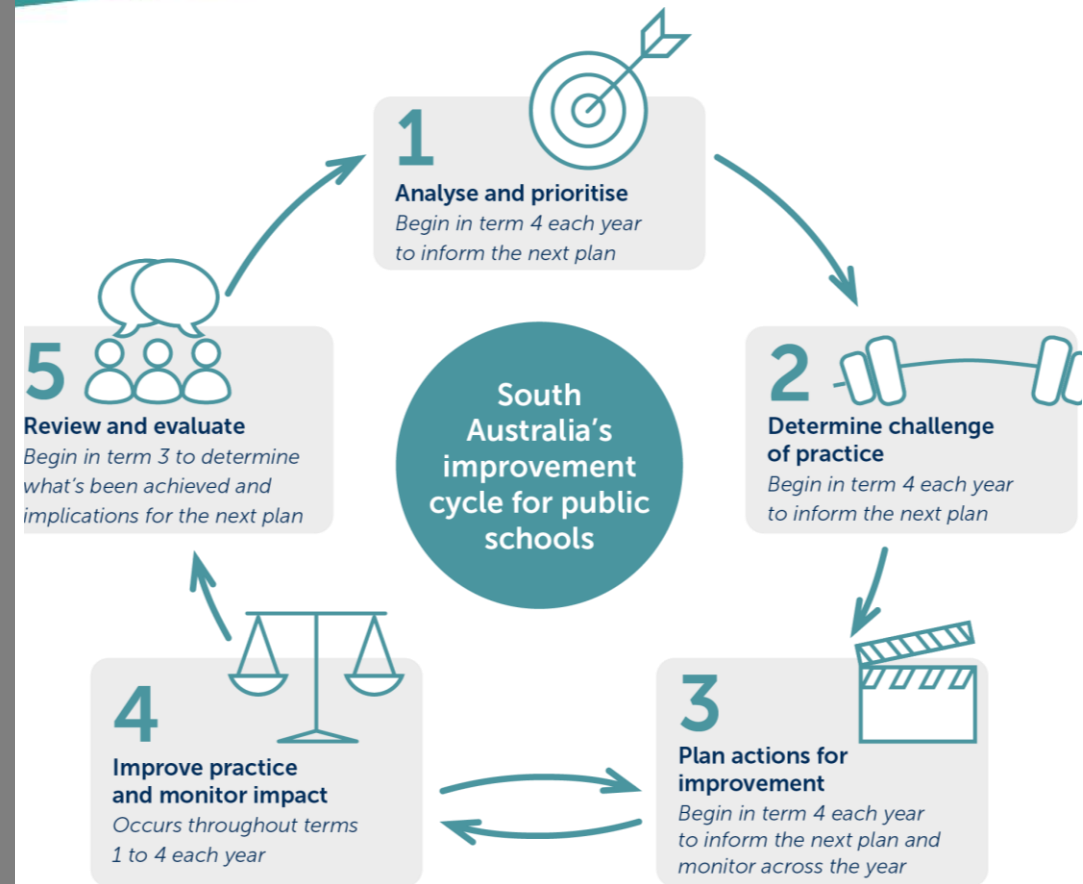 1
Analyse and prioritise
Begin in term 4 each year
to inform the next plan
2
Determine challenge
of practice
Begin in term 4 each year
to inform the next plan
3
Plan actions for
improvement
Begin in term 4 each year
to inform the next plan and
monitor across the year
4
Improve practice
and monitor impact
Occurs throughout terms
1 to 4 each year
5
Review and evaluate
Begin in term 3 to determine
what's been achieved and
implications for the next plan
South
Australia's
improvement
cycle for public
schools